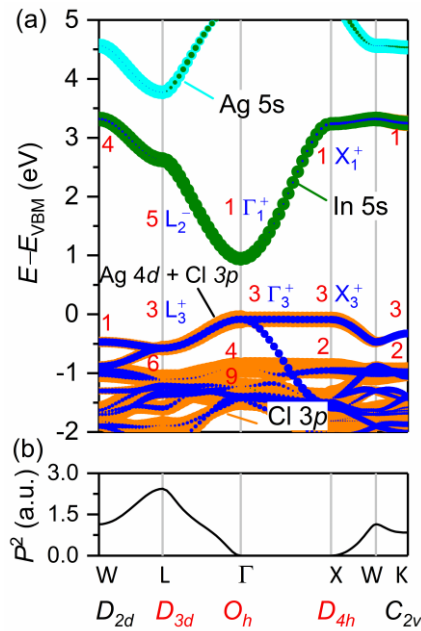 (a)
5
4
3
2
1
0
-1
-2
E–E_VBM (eV)
Ag 5s
4
1 X₁⁺
1
5 L₂⁻
1 Γ₁⁺
In 5s
Ag 4d + Cl 3p
1
3 L₃⁺
3 Γ₃⁺
3 X₃⁺
3
6
4
2
2
9
Cl 3p
(b)
3.0
1.5
0.0
P² (a.u.)
W L Γ X W K
D₂d D₃d Oₕ D₄h C₂v